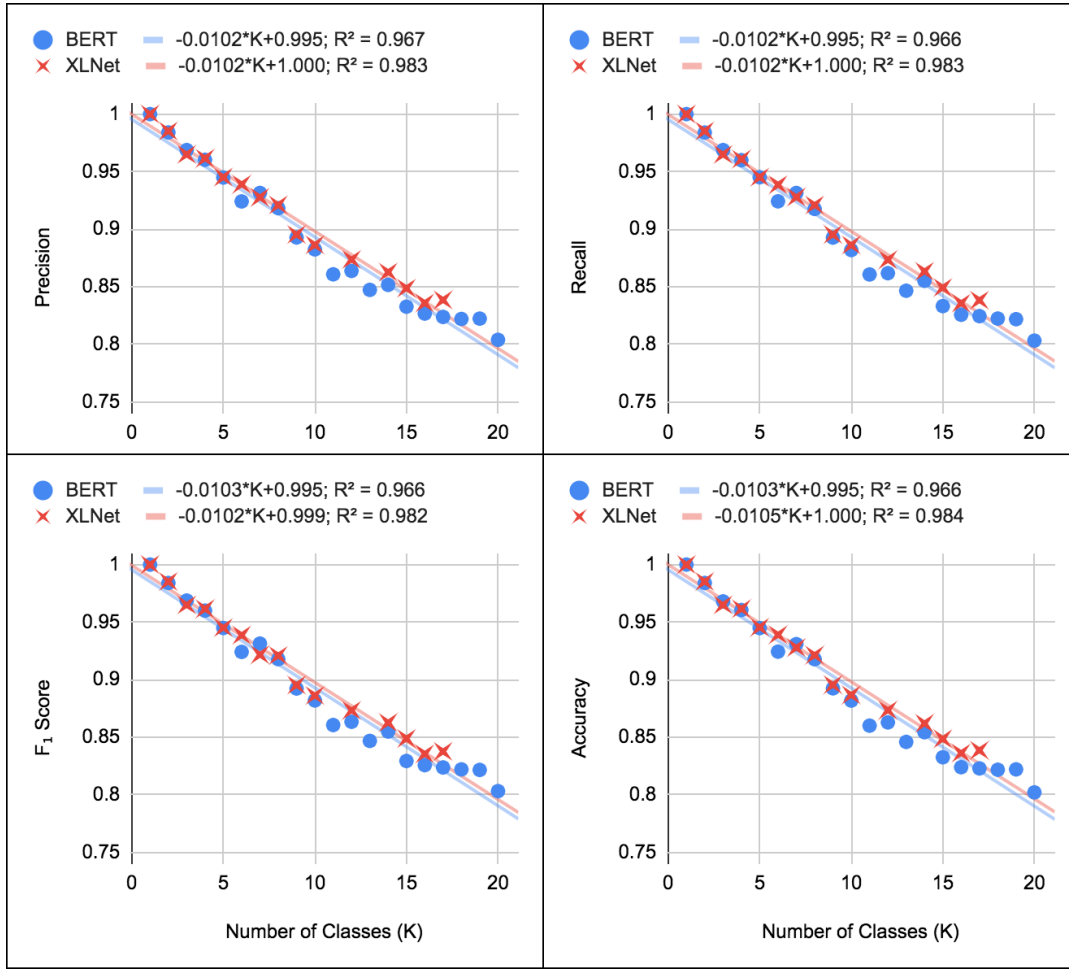 BERT -0.0102*K+0.995; R² = 0.967
XLNet -0.0102*K+1.000; R² = 0.983
Precision
1
0.95
0.9
0.85
0.8
0.75
0 5 10 15 20
BERT -0.0102*K+0.995; R² = 0.966
XLNet -0.0102*K+1.000; R² = 0.983
Recall
1
0.95
0.9
0.85
0.8
0.75
0 5 10 15 20
BERT -0.0103*K+0.995; R² = 0.966
XLNet -0.0102*K+0.999; R² = 0.982
F₁ Score
1
0.95
0.9
0.85
0.8
0.75
0 5 10 15 20
Number of Classes (K)
BERT -0.0103*K+0.995; R² = 0.966
XLNet -0.0105*K+1.000; R² = 0.984
Accuracy
1
0.95
0.9
0.85
0.8
0.75
0 5 10 15 20
Number of Classes (K)